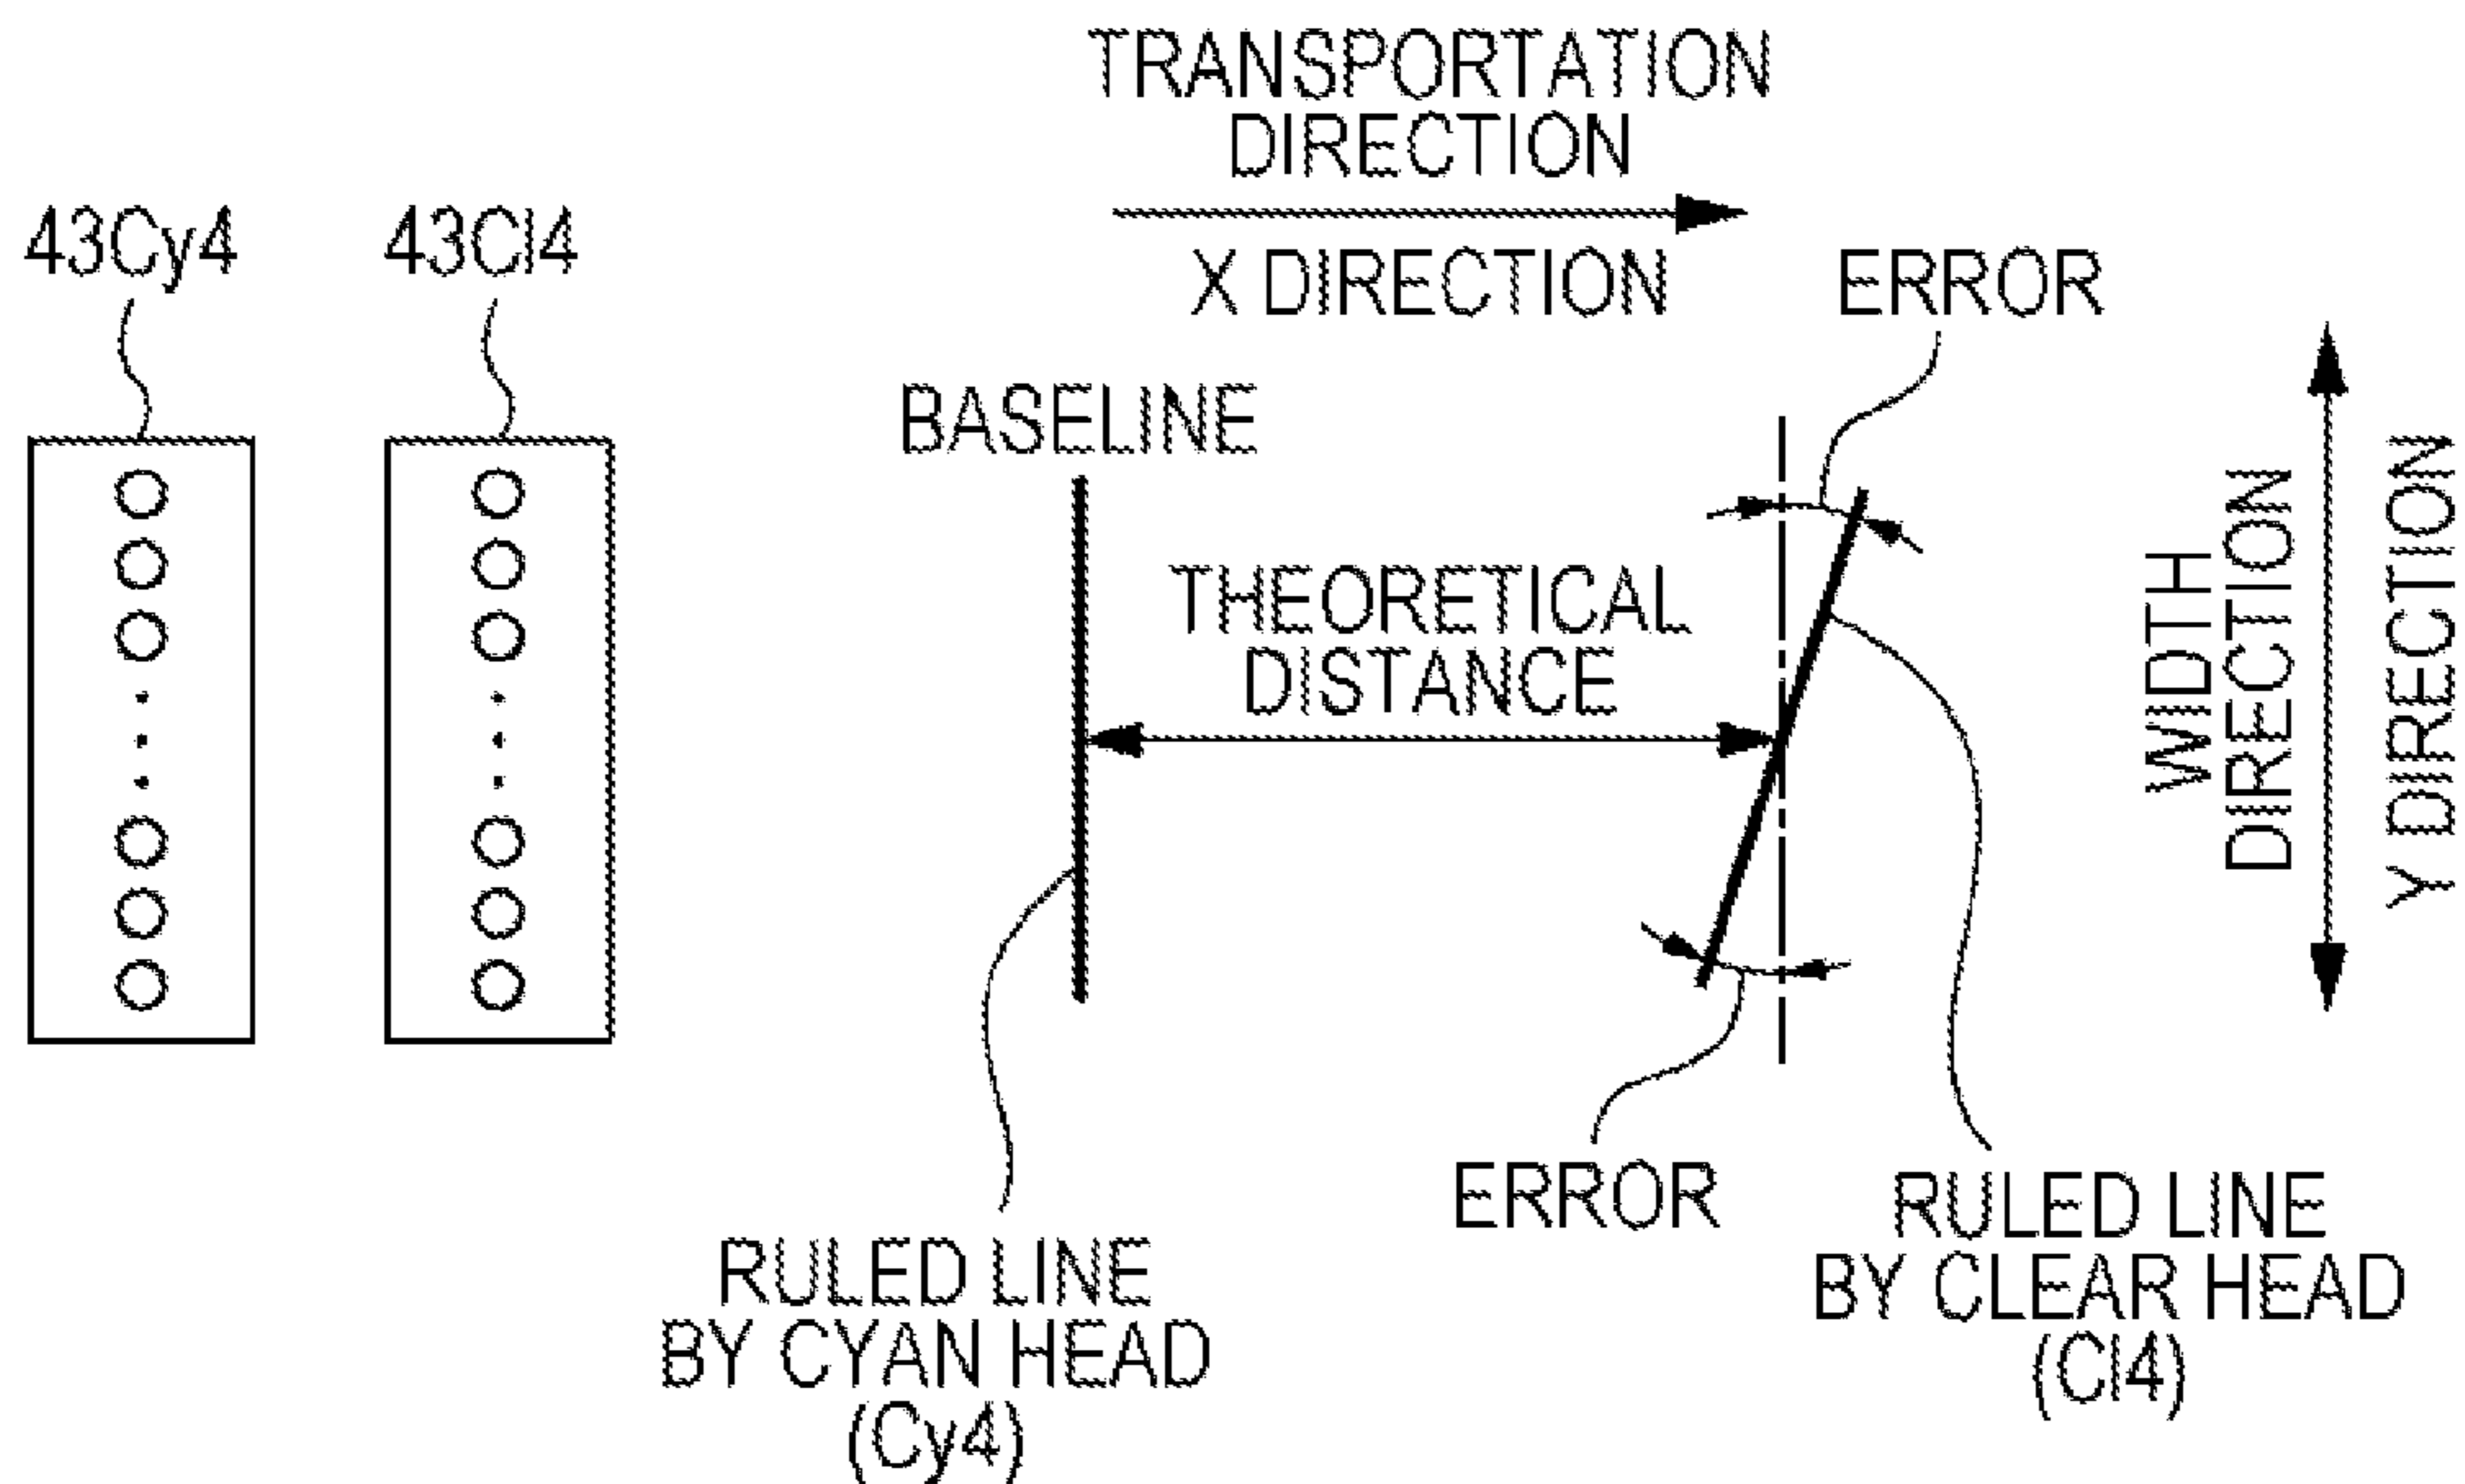 TRANSPORTATION
DIRECTION
X DIRECTION
43Cy4
43Cl4
ERROR
BASELINE
THEORETICAL
DISTANCE
WIDTH
DIRECTION
Y DIRECTION
ERROR
RULED LINE
BY CYAN HEAD
(Cy4)
RULED LINE
BY CLEAR HEAD
(Cl4)